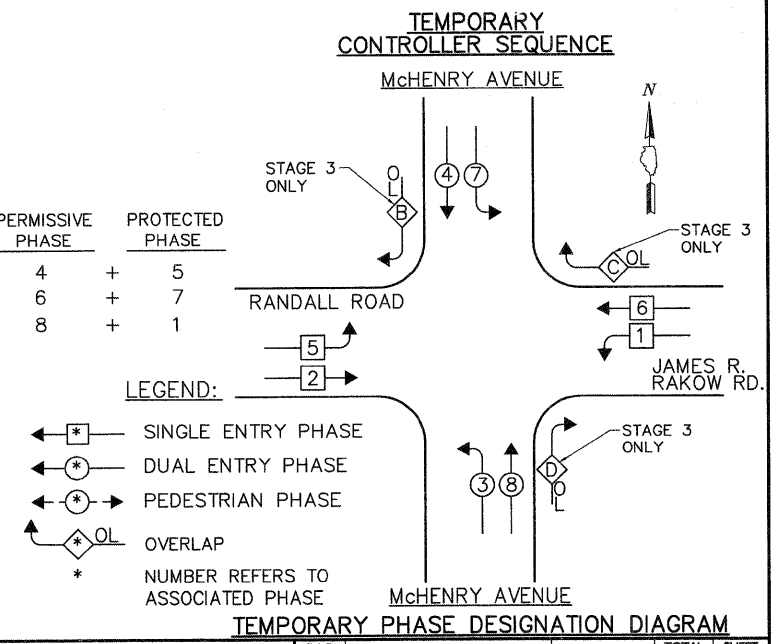 TEMPORARY
CONTROLLER SEQUENCE
McHENRY AVENUE
N
STAGE 3
ONLY
OL
B
4
7
PERMISSIVE
PHASE
PROTECTED
PHASE
4 + 5
6 + 7
8 + 1
STAGE 3
ONLY
C
OL
RANDALL ROAD
6
1
5
2
JAMES R.
RAKOW RD.
LEGEND:
* SINGLE ENTRY PHASE
* DUAL ENTRY PHASE
* PEDESTRIAN PHASE
* OL OVERLAP
* NUMBER REFERS TO
ASSOCIATED PHASE
STAGE 3
ONLY
3
8
D
OL
McHENRY AVENUE
TEMPORARY PHASE DESIGNATION DIAGRAM
TOTAL SHEET